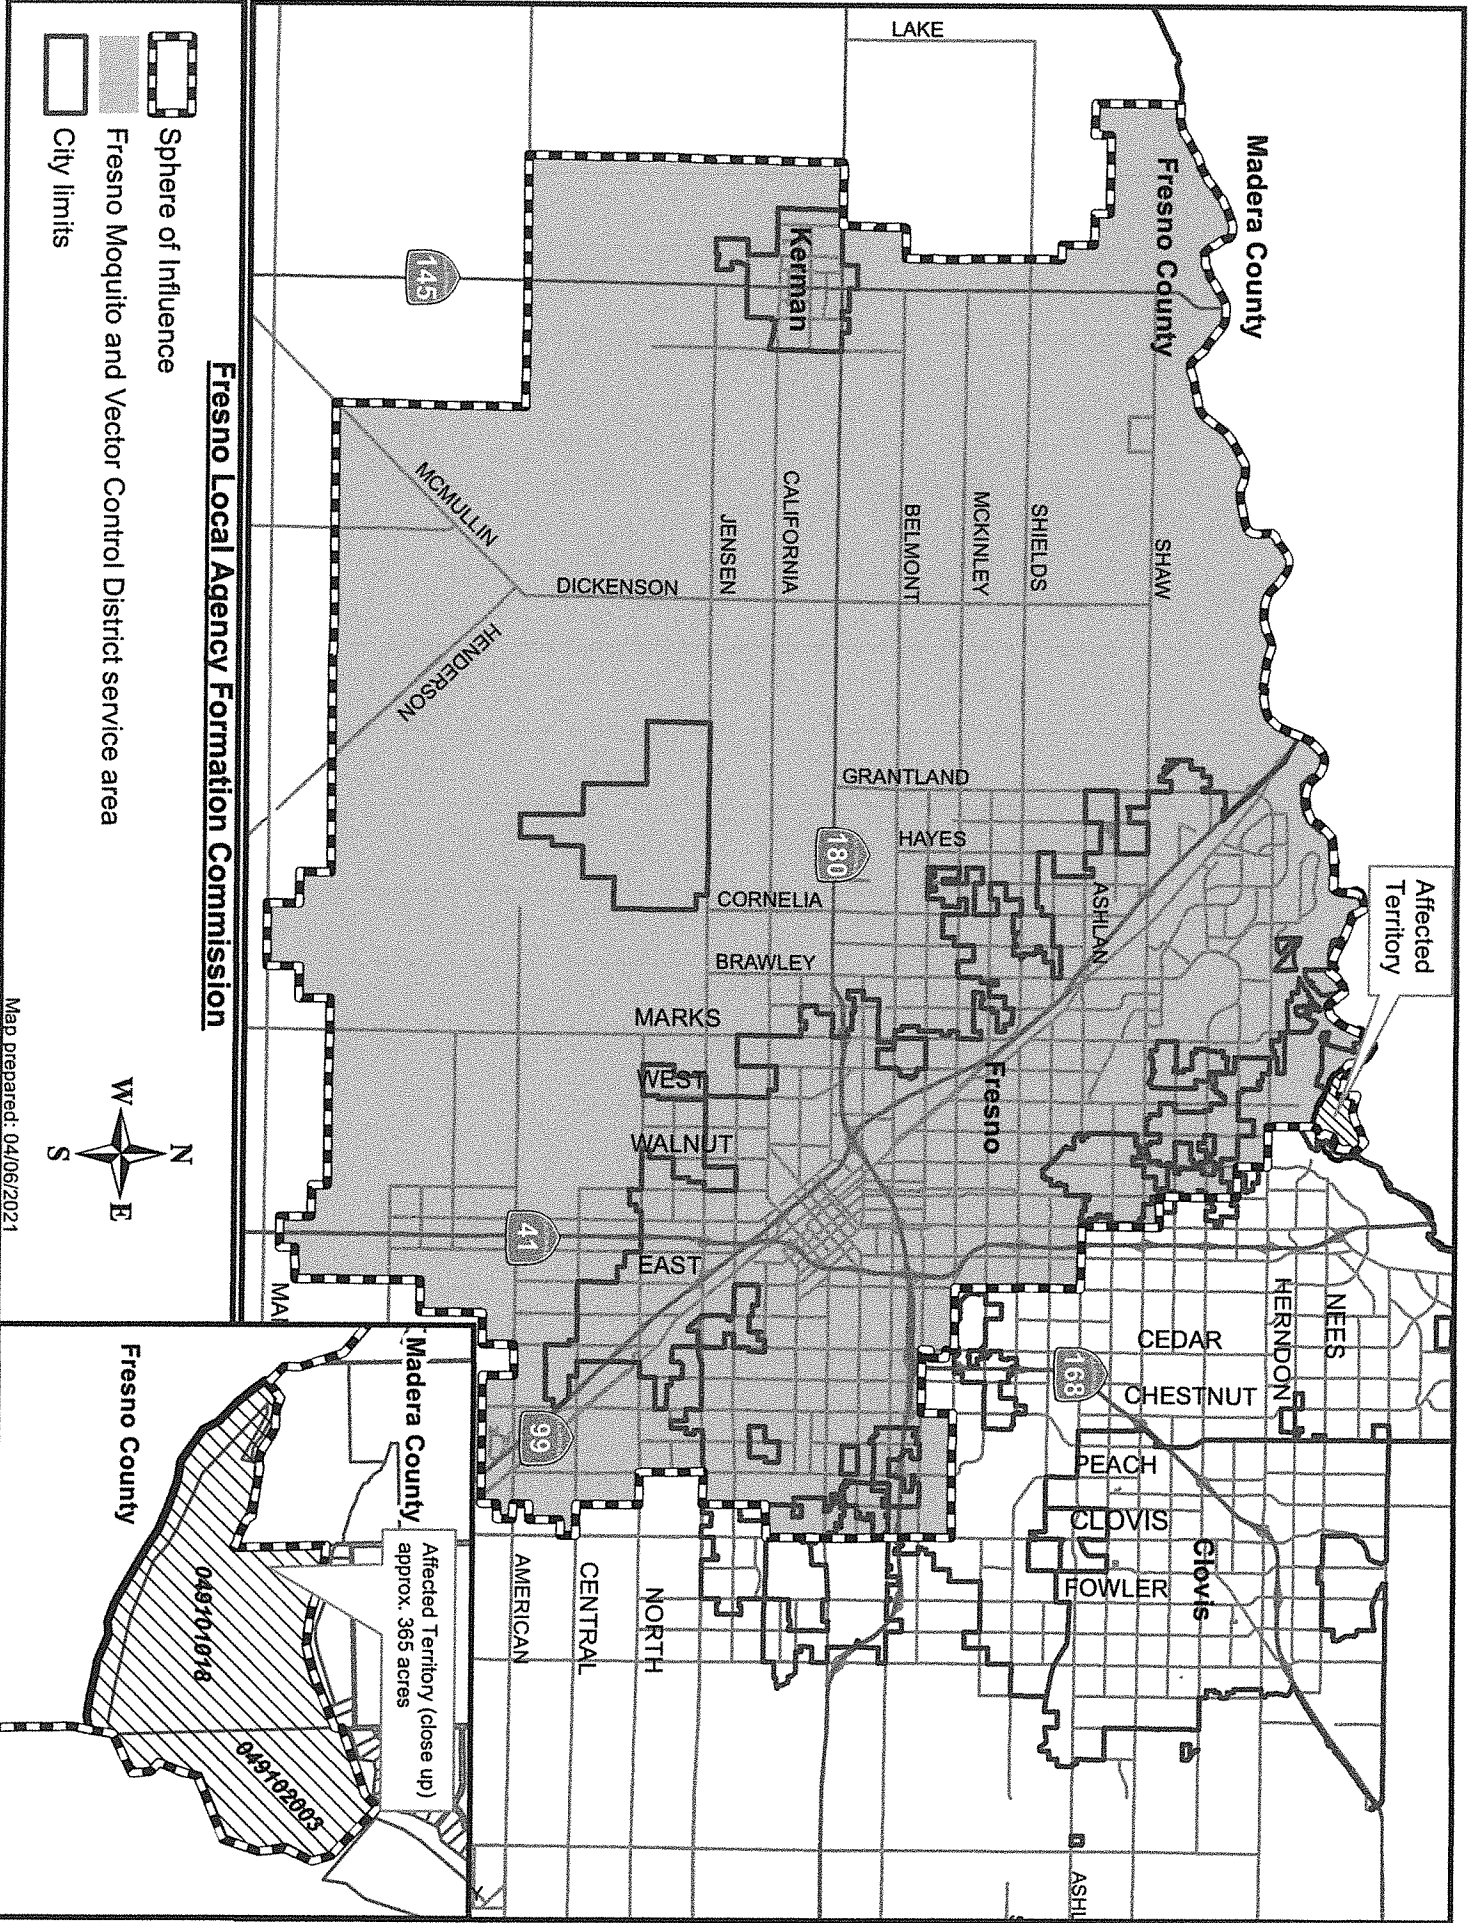 Madera County
Fresno County
LAKE
Kerman
145
SHAW
SHIELDS
MCKINLEY
BELMONT
CALIFORNIA
JENSEN
DICKENSON
MCMULLIN
HENDERSON
GRANTLAND
HAYES
180
CORNELIA
ASHLAN
BRAWLEY
MARKS
WEST
WALNUT
Fresno
41
EAST
99
Affected
Territory
NEES
HERNDON
CEDAR
CHESTNUT
168
PEACH
CLOVIS
Clovis
FOWLER
NORTH
CENTRAL
AMERICAN
ASHL
MA
Fresno Local Agency Formation Commission
Sphere of Influence
Fresno Moquito and Vector Control District service area
City limits
N
W
E
S
Map prepared: 04/06/2021
Madera County
Affected Territory (close up)
approx. 365 acres
Fresno County
049101018
049102003